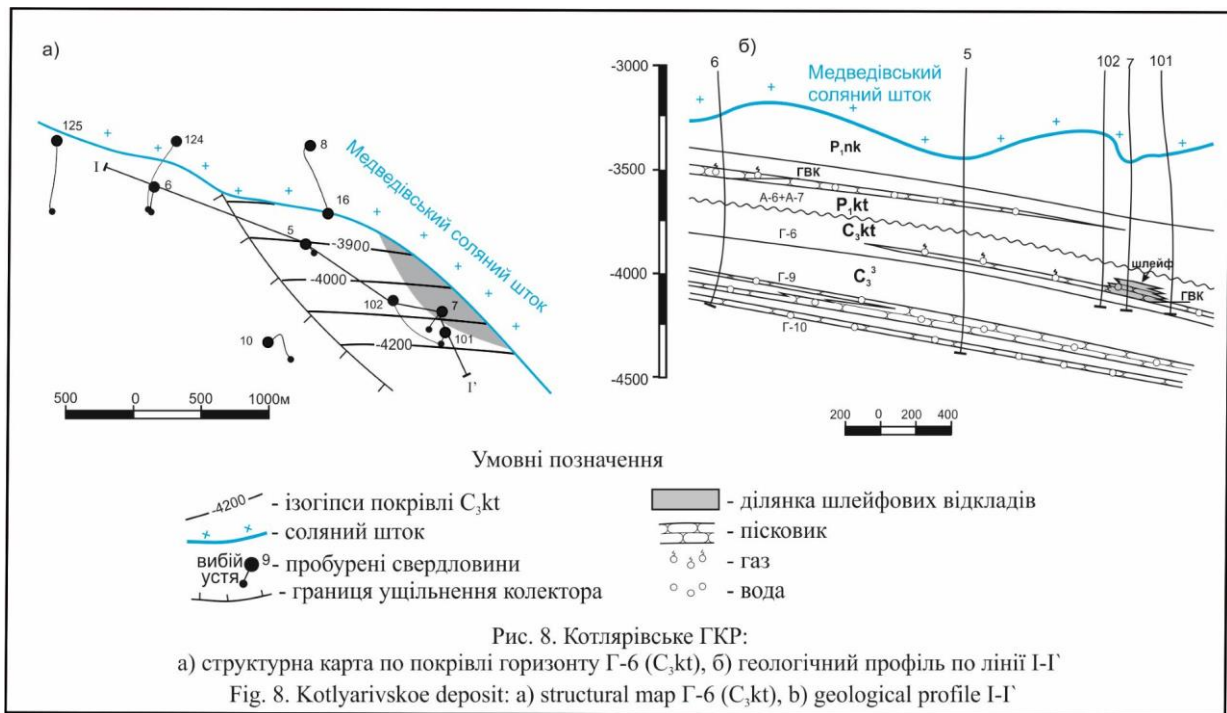 а)
125
124
8
I
6
16
Медведівський соляний шток
5
-3900
-4000
102
7
101
10
-4200
I`
500 0 500 1000м
б)
-3000
-3500
-4000
-4500
6
5
102 7 101
Медведівський
соляний шток
P₁nk
ГВК
А-6+А-7
P₁kt
C₃kt
Г-6
шлейф
C₃³
Г-9
ГВК
Г-10
200 0 200 400
Умовні позначення
-4200 - ізогіпси покрівлі C₃kt
- соляний шток
вибій 9 - пробурені свердловини
устя
- границя ущільнення колектора
- ділянка шлейфових відкладів
- пісковик
- газ
- вода
Рис. 8. Котлярівське ГКР:
а) структурна карта по покрівлі горизонту Г-6 (C₃kt), б) геологічний профіль по лінії I-I`
Fig. 8. Kotlyarivskoe deposit: a) structural map Г-6 (C₃kt), b) geological profile I-I`